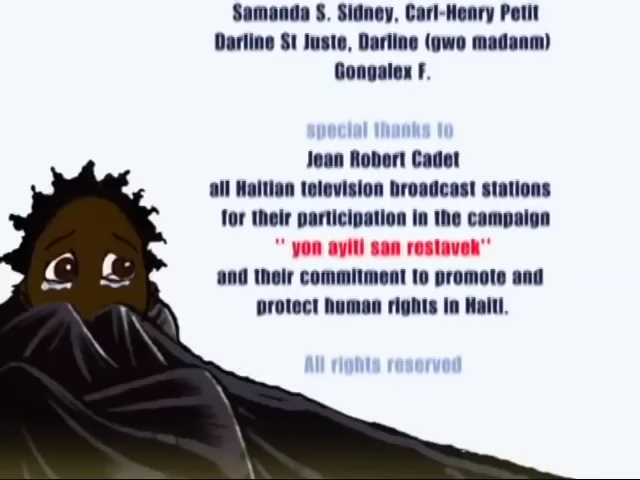 Samanda S. Sidney, Carl-Henry Petit
Darline St Juste, Darline (gwo madanm)
Gongalex F.
special thanks to
Jean Robert Cadet
all Haitian television broadcast stations
for their participation in the campaign
'' yon ayiti san restavek''
and their commitment to promote and
protect human rights in Haiti.
All rights reserved